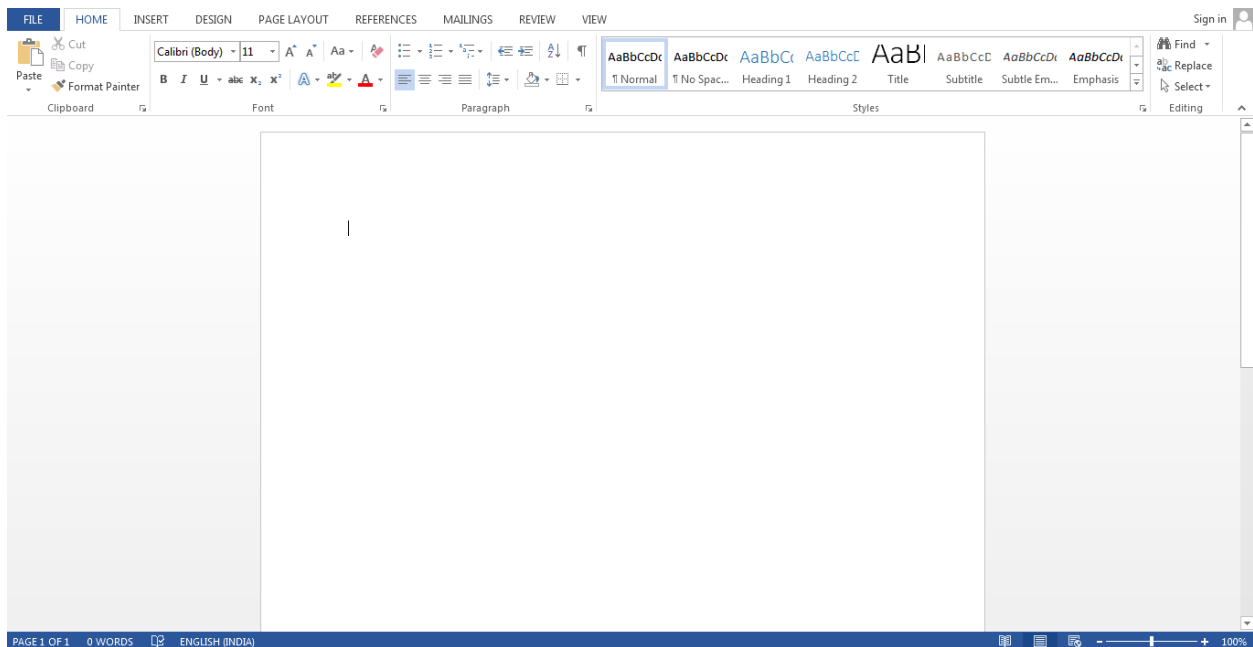 FILE HOME INSERT DESIGN PAGE LAYOUT REFERENCES MAILINGS REVIEW VIEW Sign in
Cut
Copy
Paste
Format Painter
Clipboard
Calibri (Body) 11 A A Aa
B I U abc X₂ X² A aby A
Font
Paragraph
AaBbCcDc AaBbCcDc AaBbCc AaBbCcE AaB AaBbCcD AaBbCcDc AaBbCcDc
¶ Normal ¶ No Spac... Heading 1 Heading 2 Title Subtitle Subtle Em... Emphasis
Styles
Find
Replace
Select
Editing
PAGE 1 OF 1 0 WORDS ENGLISH (INDIA) 100%